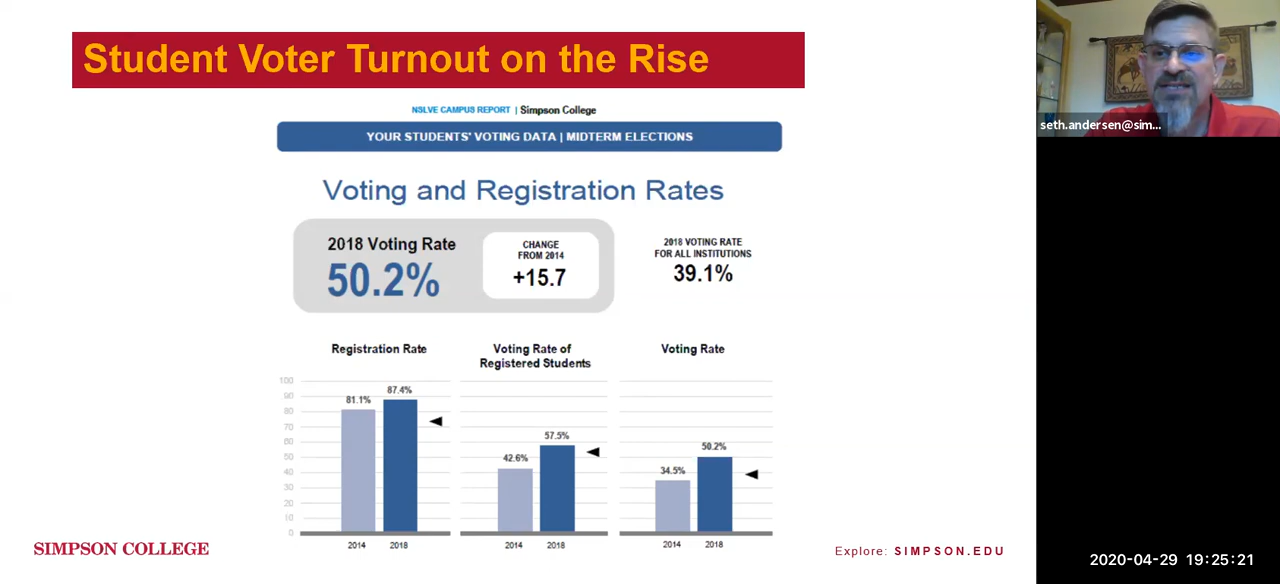 Student Voter Turnout on the Rise
NSLVE CAMPUS REPORT | Simpson College
YOUR STUDENTS' VOTING DATA | MIDTERM ELECTIONS
Voting and Registration Rates
2018 Voting Rate
50.2%
CHANGE
FROM 2014
+15.7
2018 VOTING RATE
FOR ALL INSTITUTIONS
39.1%
Registration Rate
100
90
80
70
60
50
40
30
20
10
0
81.1%
87.4%
2014 2018
Voting Rate of
Registered Students
42.6%
57.5%
2014 2018
Voting Rate
34.5%
50.2%
2014 2018
SIMPSON COLLEGE
Explore: SIMPSON.EDU
seth.andersen@sim...
2020-04-29 19:25:21